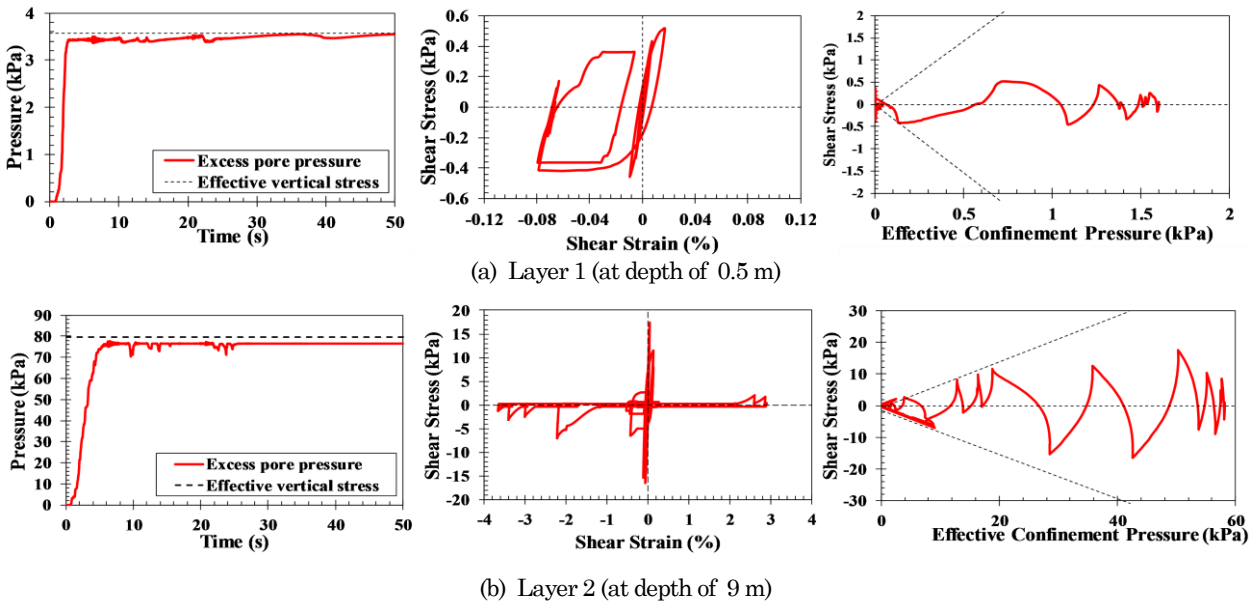 4
3
2
1
0
Pressure (kPa)
Excess pore pressure
Effective vertical stress
0 10 20 30 40 50
Time (s)
0.6
0.4
0.2
0
-0.2
-0.4
-0.6
Shear Stress (kPa)
-0.12 -0.08 -0.04 0 0.04 0.08 0.12
Shear Strain (%)
2
1.5
1
0.5
0
-0.5
-1
-1.5
-2
Shear Stress (kPa)
0 0.5 1 1.5 2
Effective Confinement Pressure (kPa)
(a) Layer 1 (at depth of 0.5 m)
90
80
70
60
50
40
30
20
10
0
Pressure (kPa)
Excess pore pressure
Effective vertical stress
0 10 20 30 40 50
Time (s)
20
15
10
5
0
-5
-10
-15
-20
Shear Stress (kPa)
-4 -3 -2 -1 0 1 2 3 4
Shear Strain (%)
30
20
10
0
-10
-20
-30
Shear Stress (kPa)
0 20 40 60
Effective Confinement Pressure (kPa)
(b) Layer 2 (at depth of 9 m)